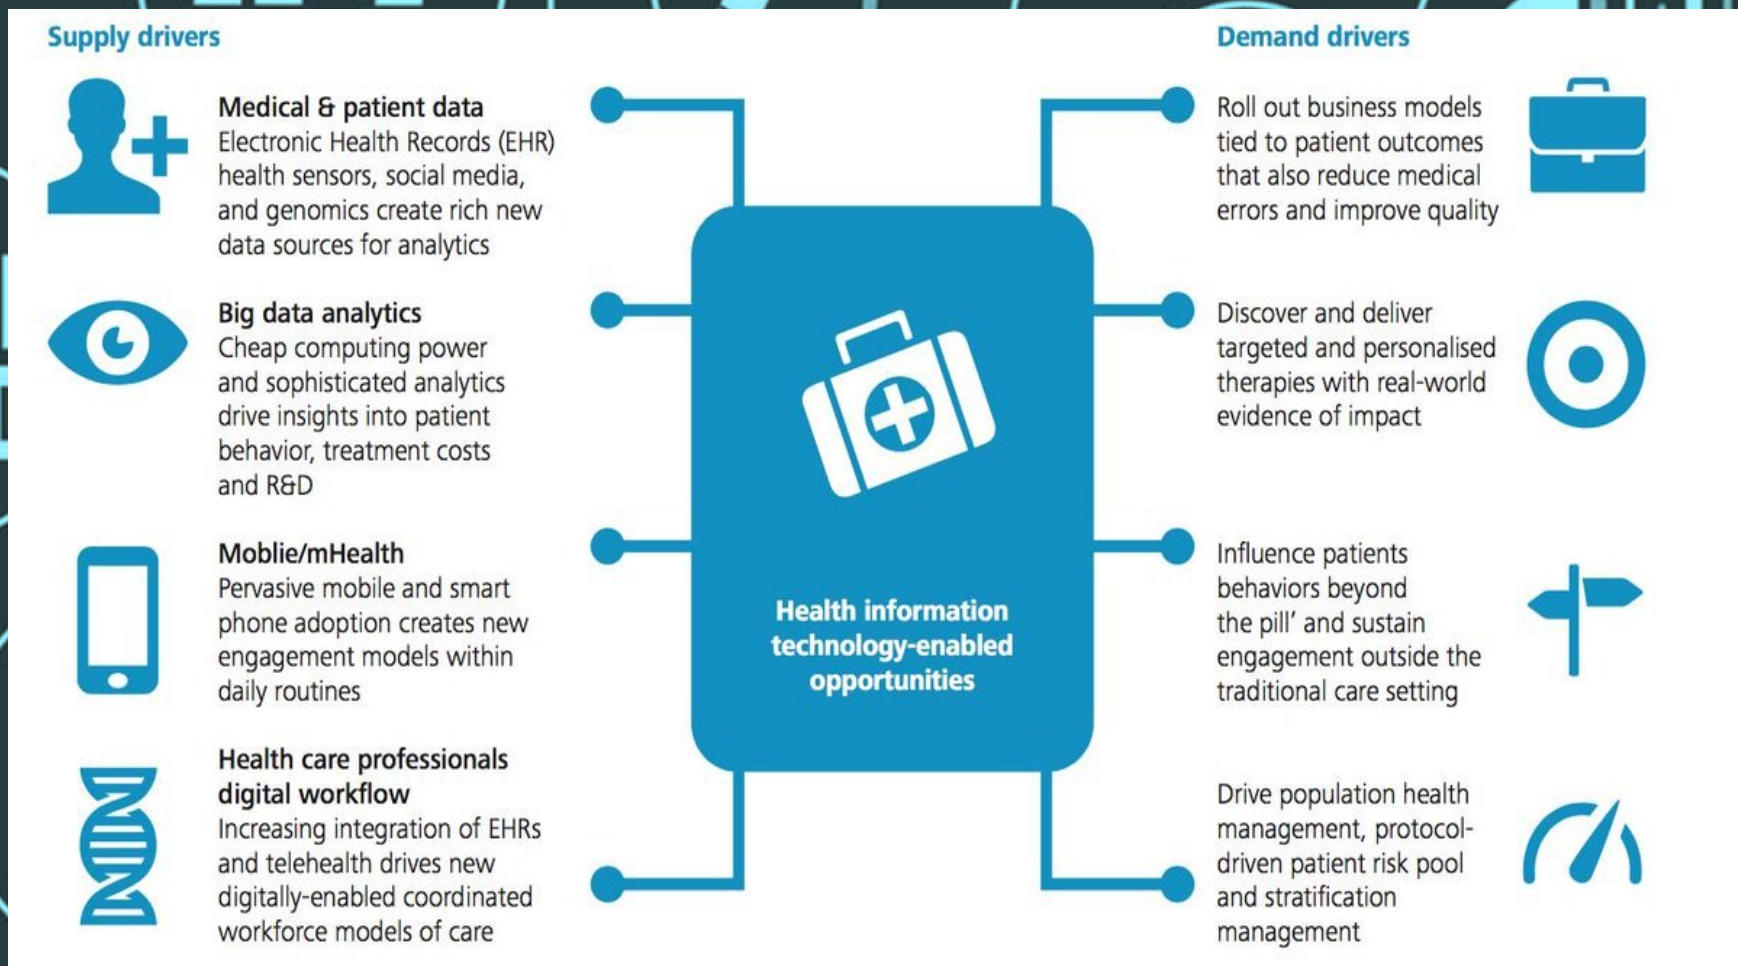 Supply drivers
Medical & patient data
Electronic Health Records (EHR)
health sensors, social media,
and genomics create rich new
data sources for analytics
Big data analytics
Cheap computing power
and sophisticated analytics
drive insights into patient
behavior, treatment costs
and R&D
Moblie/mHealth
Pervasive mobile and smart
phone adoption creates new
engagement models within
daily routines
Health care professionals
digital workflow
Increasing integration of EHRs
and telehealth drives new
digitally-enabled coordinated
workforce models of care
Health information
technology-enabled
opportunities
Demand drivers
Roll out business models
tied to patient outcomes
that also reduce medical
errors and improve quality
Discover and deliver
targeted and personalised
therapies with real-world
evidence of impact
Influence patients
behaviors beyond
the pill’ and sustain
engagement outside the
traditional care setting
Drive population health
management, protocol-
driven patient risk pool
and stratification
management